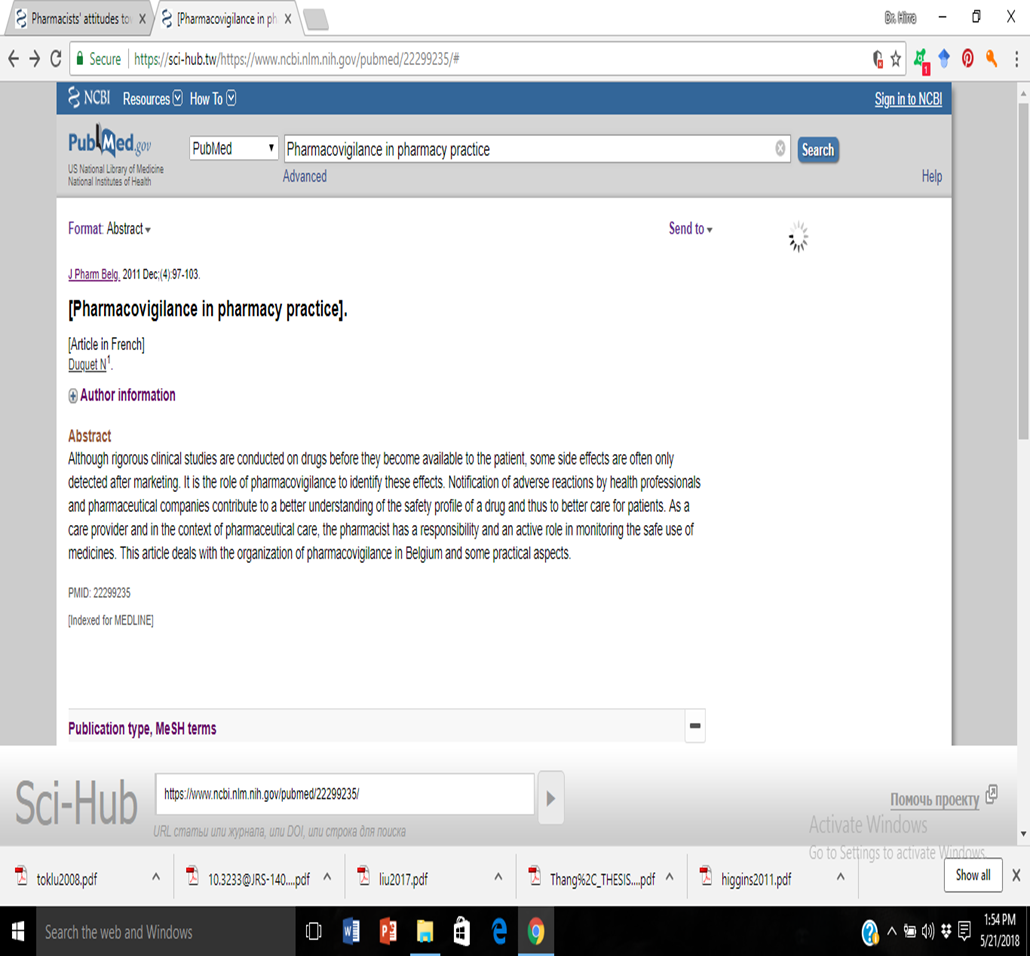 Pharmacists' attitudes to
[Pharmacovigilance in ph
Dr. Hira
Secure https://sci-hub.tw/https://www.ncbi.nlm.nih.gov/pubmed/22299235/#
1
NCBI Resources How To Sign in to NCBI
PubMed.gov
US National Library of Medicine
National Institutes of Health
PubMed Pharmacovigilance in pharmacy practice Search
Advanced Help
Format: Abstract Send to
J Pharm Belg. 2011 Dec;(4):97-103.
[Pharmacovigilance in pharmacy practice].
[Article in French]
Duquet N1.
Author information
Abstract
Although rigorous clinical studies are conducted on drugs before they become available to the patient, some side effects are often only
detected after marketing. It is the role of pharmacovigilance to identify these effects. Notification of adverse reactions by health professionals
and pharmaceutical companies contribute to a better understanding of the safety profile of a drug and thus to better care for patients. As a
care provider and in the context of pharmaceutical care, the pharmacist has a responsibility and an active role in monitoring the safe use of
medicines. This article deals with the organization of pharmacovigilance in Belgium and some practical aspects.
PMID: 22299235
[Indexed for MEDLINE]
Publication type, MeSH terms
Sci-Hub
https://www.ncbi.nlm.nih.gov/pubmed/22299235/
URL статьи или журнала, или DOI, или строка для поиска
Помочь проекту
Activate Windows
Go to Settings to activate Windows.
toklu2008.pdf
10.3233@JRS-140....pdf
liu2017.pdf
Thang%2C_THESIS....pdf
higgins2011.pdf
Show all
Search the web and Windows
1:54 PM
5/21/2018